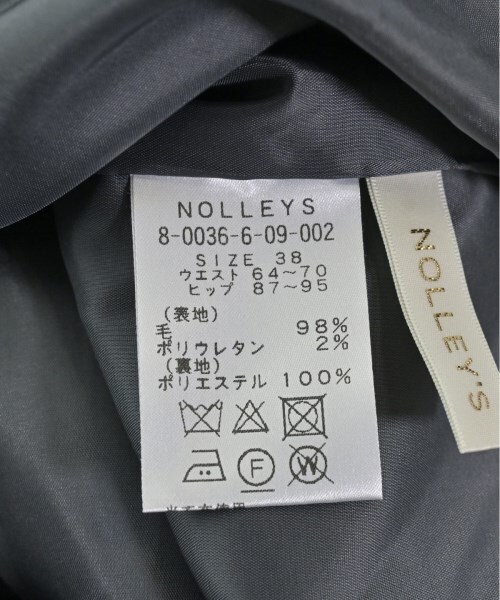 NOLLEYS
8-0036-6-09-002
SIZE 38
ウエスト 64~70
ヒップ 87~95
(表地)
毛 98%
ポリウレタン 2%
(裏地)
ポリエステル 100%
F
W
NOLLEY'S